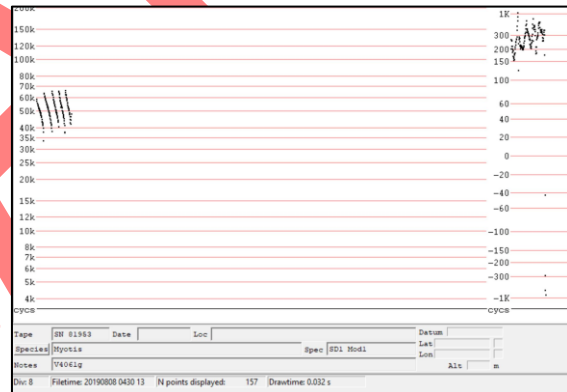 200k
150k
120k
100k
80k
70k
60k
50k
40k
35k
30k
25k
20k
15k
12k
10k
8k
7k
6k
5k
4k
cycs
1K
300
200
150
100
60
40
20
0
-20
-40
-60
-100
-150
-200
-300
-1K
cycs
Tape SN 81953 Date Loc Datum
Species Myotis Spec SD1 Mod1 Lat
Lon
Notes V4061g Alt m
Div: 8 Filetime: 20190808 0430 13 N points displayed: 157 Drawtime: 0.032 s